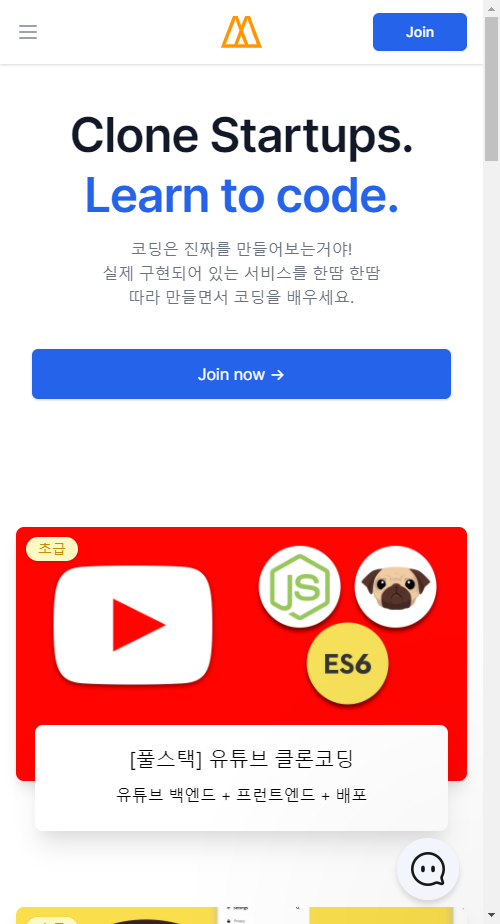 Join
Clone Startups.
Learn to code.
코딩은 진짜를 만들어보는거야!
실제 구현되어 있는 서비스를 한땀 한땀
따라 만들면서 코딩을 배우세요.
Join now →
초급
JS
ES6
[풀스택] 유튜브 클론코딩
유튜브 백엔드 + 프런트엔드 + 배포
Settings